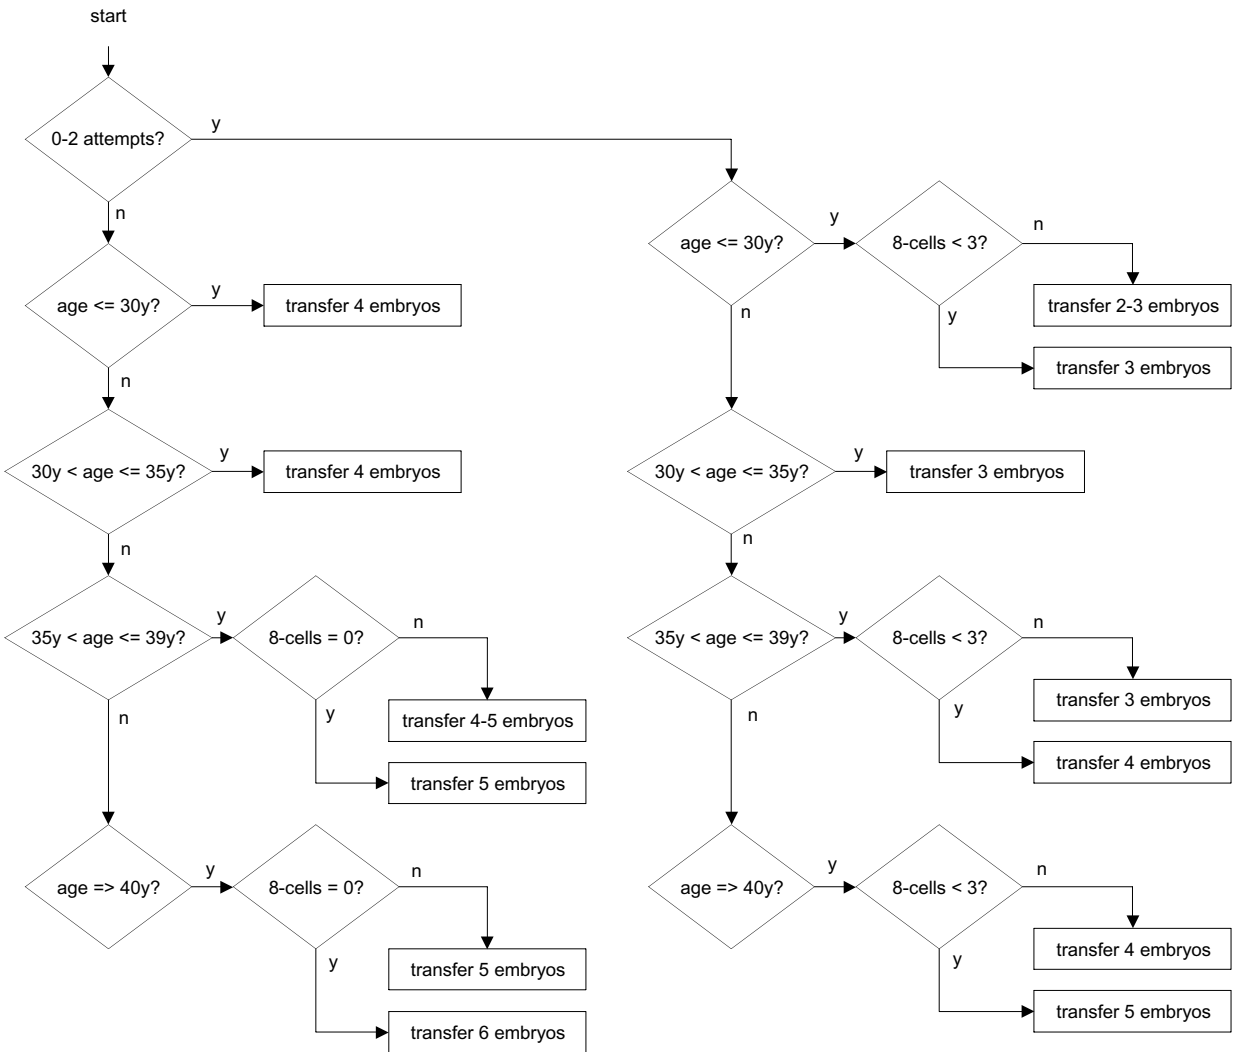 start
0-2 attempts?
y
n
age <= 30y?
y
8-cells < 3?
n
transfer 2-3 embryos
y
transfer 3 embryos
n
age <= 30y?
y
transfer 4 embryos
n
30y < age <= 35y?
y
transfer 4 embryos
n
30y < age <= 35y?
y
transfer 3 embryos
n
35y < age <= 39y?
y
8-cells = 0?
n
transfer 4-5 embryos
y
transfer 5 embryos
n
35y < age <= 39y?
y
8-cells < 3?
n
transfer 3 embryos
y
transfer 4 embryos
n
age => 40y?
y
8-cells = 0?
n
transfer 5 embryos
y
transfer 6 embryos
age => 40y?
y
8-cells < 3?
n
transfer 4 embryos
y
transfer 5 embryos